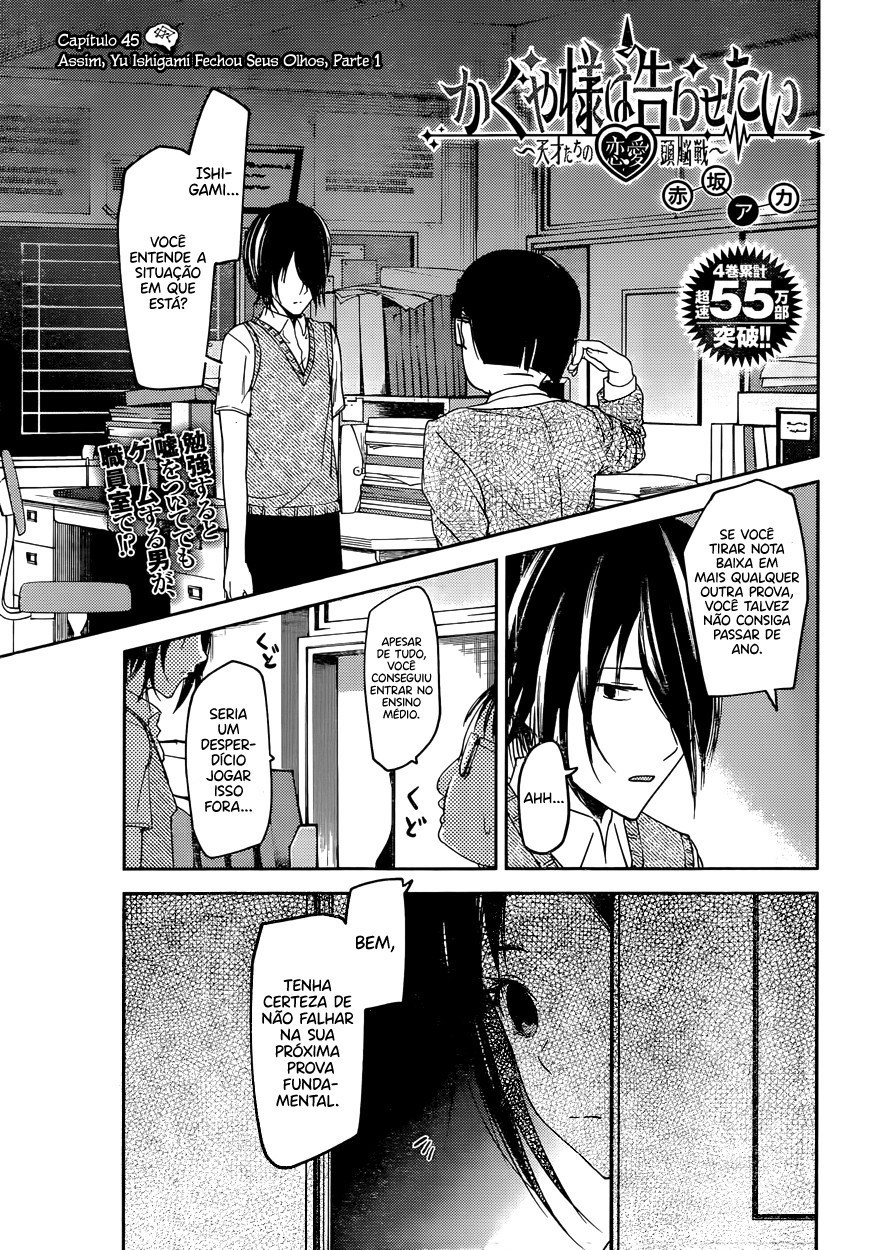 Capítulo 45
Assim, Yu Ishigami Fechou Seus Olhos, Parte 1
かぐや様は告らせたい
～天才たちの恋愛頭脳戦～
赤坂アカ
4巻累計
超速55万部
突破!!
ISHI-
GAMI...
VOCÊ
ENTENDE A
SITUAÇÃO
EM QUE
ESTÁ?
勉強すると
嘘をついてでも
ゲームする男が、
職員室で!?
SE VOCÊ
TIRAR NOTA
BAIXA EM
MAIS QUALQUER
OUTRA PROVA,
VOCÊ TALVEZ
NÃO CONSIGA
PASSAR DE
ANO.
AHH...
APESAR
DE TUDO,
VOCÊ
CONSEGUIU
ENTRAR NO
ENSINO
MÉDIO.
くど
SERIA
UM
DESPER-
DÍCIO
JOGAR
ISSO
FORA...
くど
BEM,
TENHA
CERTEZA DE
NÃO FALHAR
NA SUA
PRÓXIMA
PROVA
FUNDA-
MENTAL.